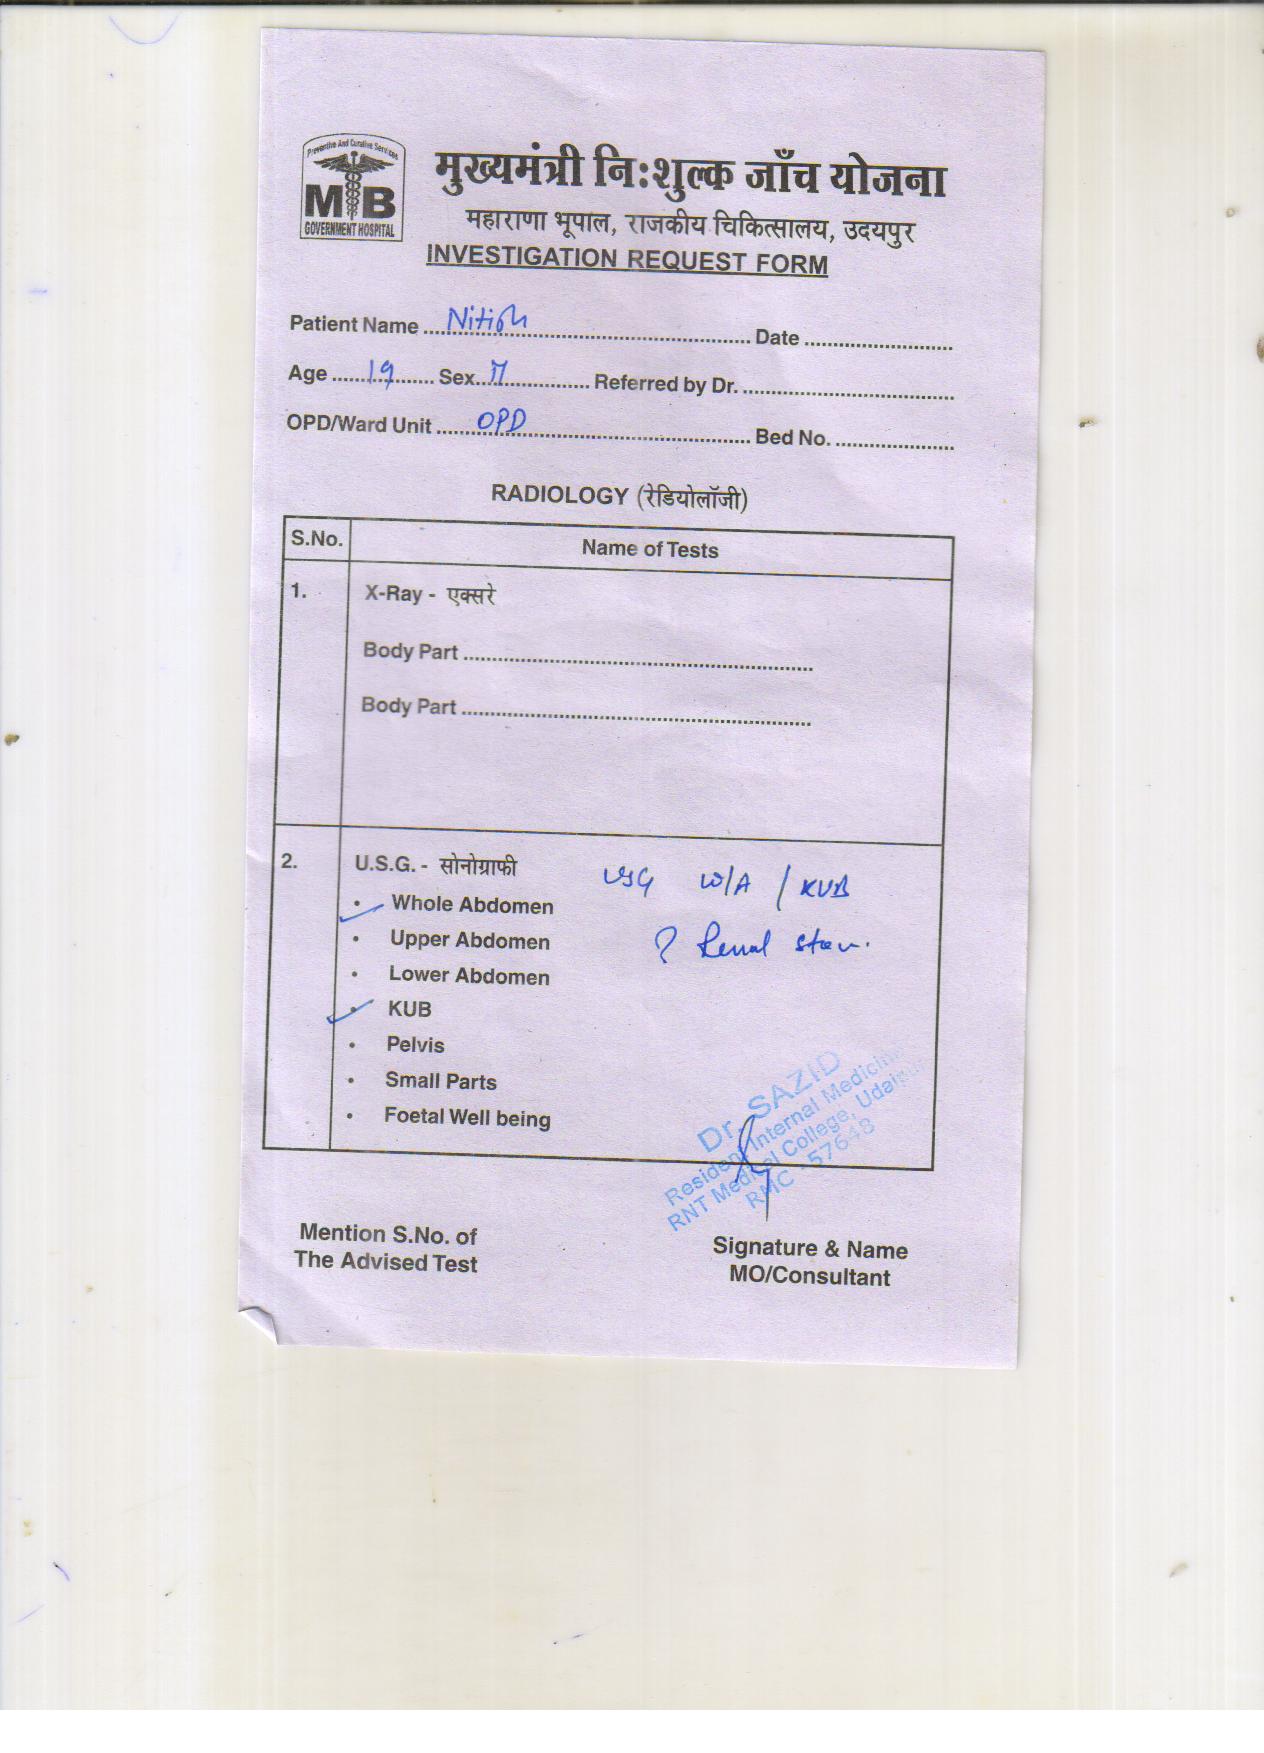 Preventive And Curative Services
MB
GOVERNMENT HOSPITAL
मुख्यमंत्री नि:शुल्क जाँच योजना
महाराणा भूपाल, राजकीय चिकित्सालय, उदयपुर
INVESTIGATION REQUEST FORM
Patient Name Nitish Date
Age 19 Sex M Referred by Dr.
OPD/Ward Unit OPD Bed No.
RADIOLOGY (रेडियोलॉजी)
S.No. Name of Tests
1. X-Ray - एक्सरे
Body Part
Body Part
2. U.S.G. - सोनोग्राफी USG W/A / KUB
• Whole Abdomen
• Upper Abdomen ? Renal
• Lower Abdomen
• KUB
• Pelvis
• Small Parts
• Foetal Well being
Dr. SAZID
Resident Internal Medicine
RNT Medical College, Udaipur
RMC - 57648
Mention S.No. of
The Advised Test
Signature & Name
MO/Consultant